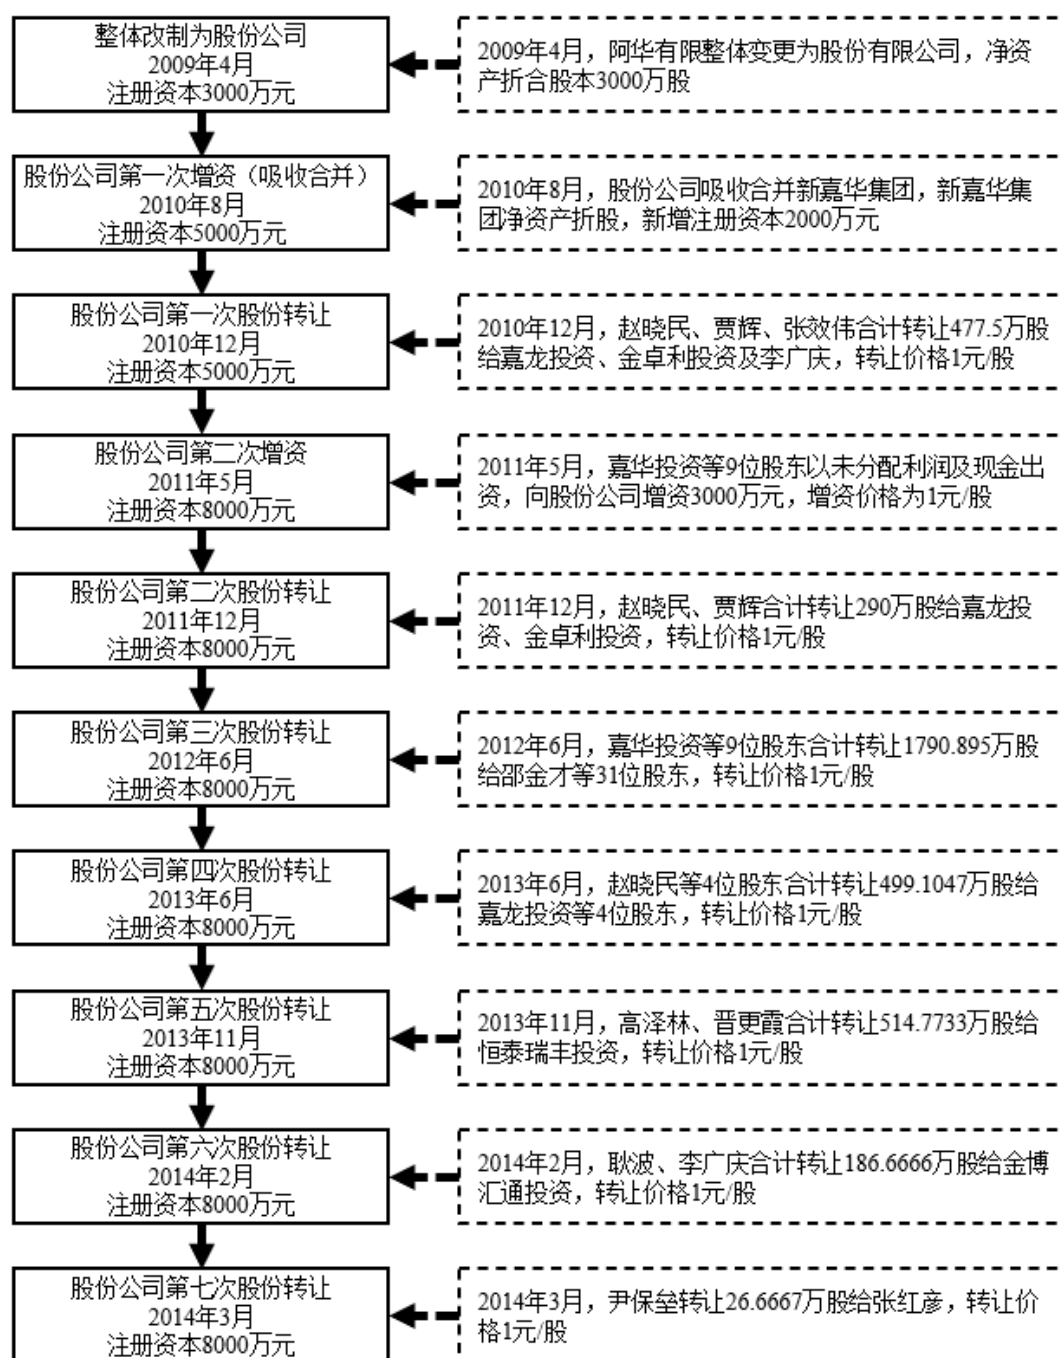 整体改制为股份公司
2009年4月
注册资本3000万元
2009年4月，阿华有限整体变更为股份有限公司，净资
产折合股本3000万股
股份公司第一次增资（吸收合并）
2010年8月
注册资本5000万元
2010年8月，股份公司吸收合并新嘉华集团，新嘉华集
团净资产折股，新增注册资本2000万元
股份公司第一次股份转让
2010年12月
注册资本5000万元
2010年12月，赵晓民、贾辉、张效伟合计转让477.5万股
给嘉龙投资、金卓利投资及李广庆，转让价格1元/股
股份公司第二次增资
2011年5月
注册资本8000万元
2011年5月，嘉华投资等9位股东以未分配利润及现金出
资，向股份公司增资3000万元，增资价格为1元/股
股份公司第二次股份转让
2011年12月
注册资本8000万元
2011年12月，赵晓民、贾辉合计转让290万股给嘉龙投
资、金卓利投资，转让价格1元/股
股份公司第三次股份转让
2012年6月
注册资本8000万元
2012年6月，嘉华投资等9位股东合计转让1790.895万股
给邵金才等31位股东，转让价格1元/股
股份公司第四次股份转让
2013年6月
注册资本8000万元
2013年6月，赵晓民等4位股东合计转让499.1047万股给
嘉龙投资等4位股东，转让价格1元/股
股份公司第五次股份转让
2013年11月
注册资本8000万元
2013年11月，高泽林、晋更霞合计转让514.7733万股给
恒泰瑞丰投资，转让价格1元/股
股份公司第六次股份转让
2014年2月
注册资本8000万元
2014年2月，耿波、李广庆合计转让186.6666万股给金博
汇通投资，转让价格1元/股
股份公司第七次股份转让
2014年3月
注册资本8000万元
2014年3月，尹保垒转让26.6667万股给张红彦，转让价
格1元/股